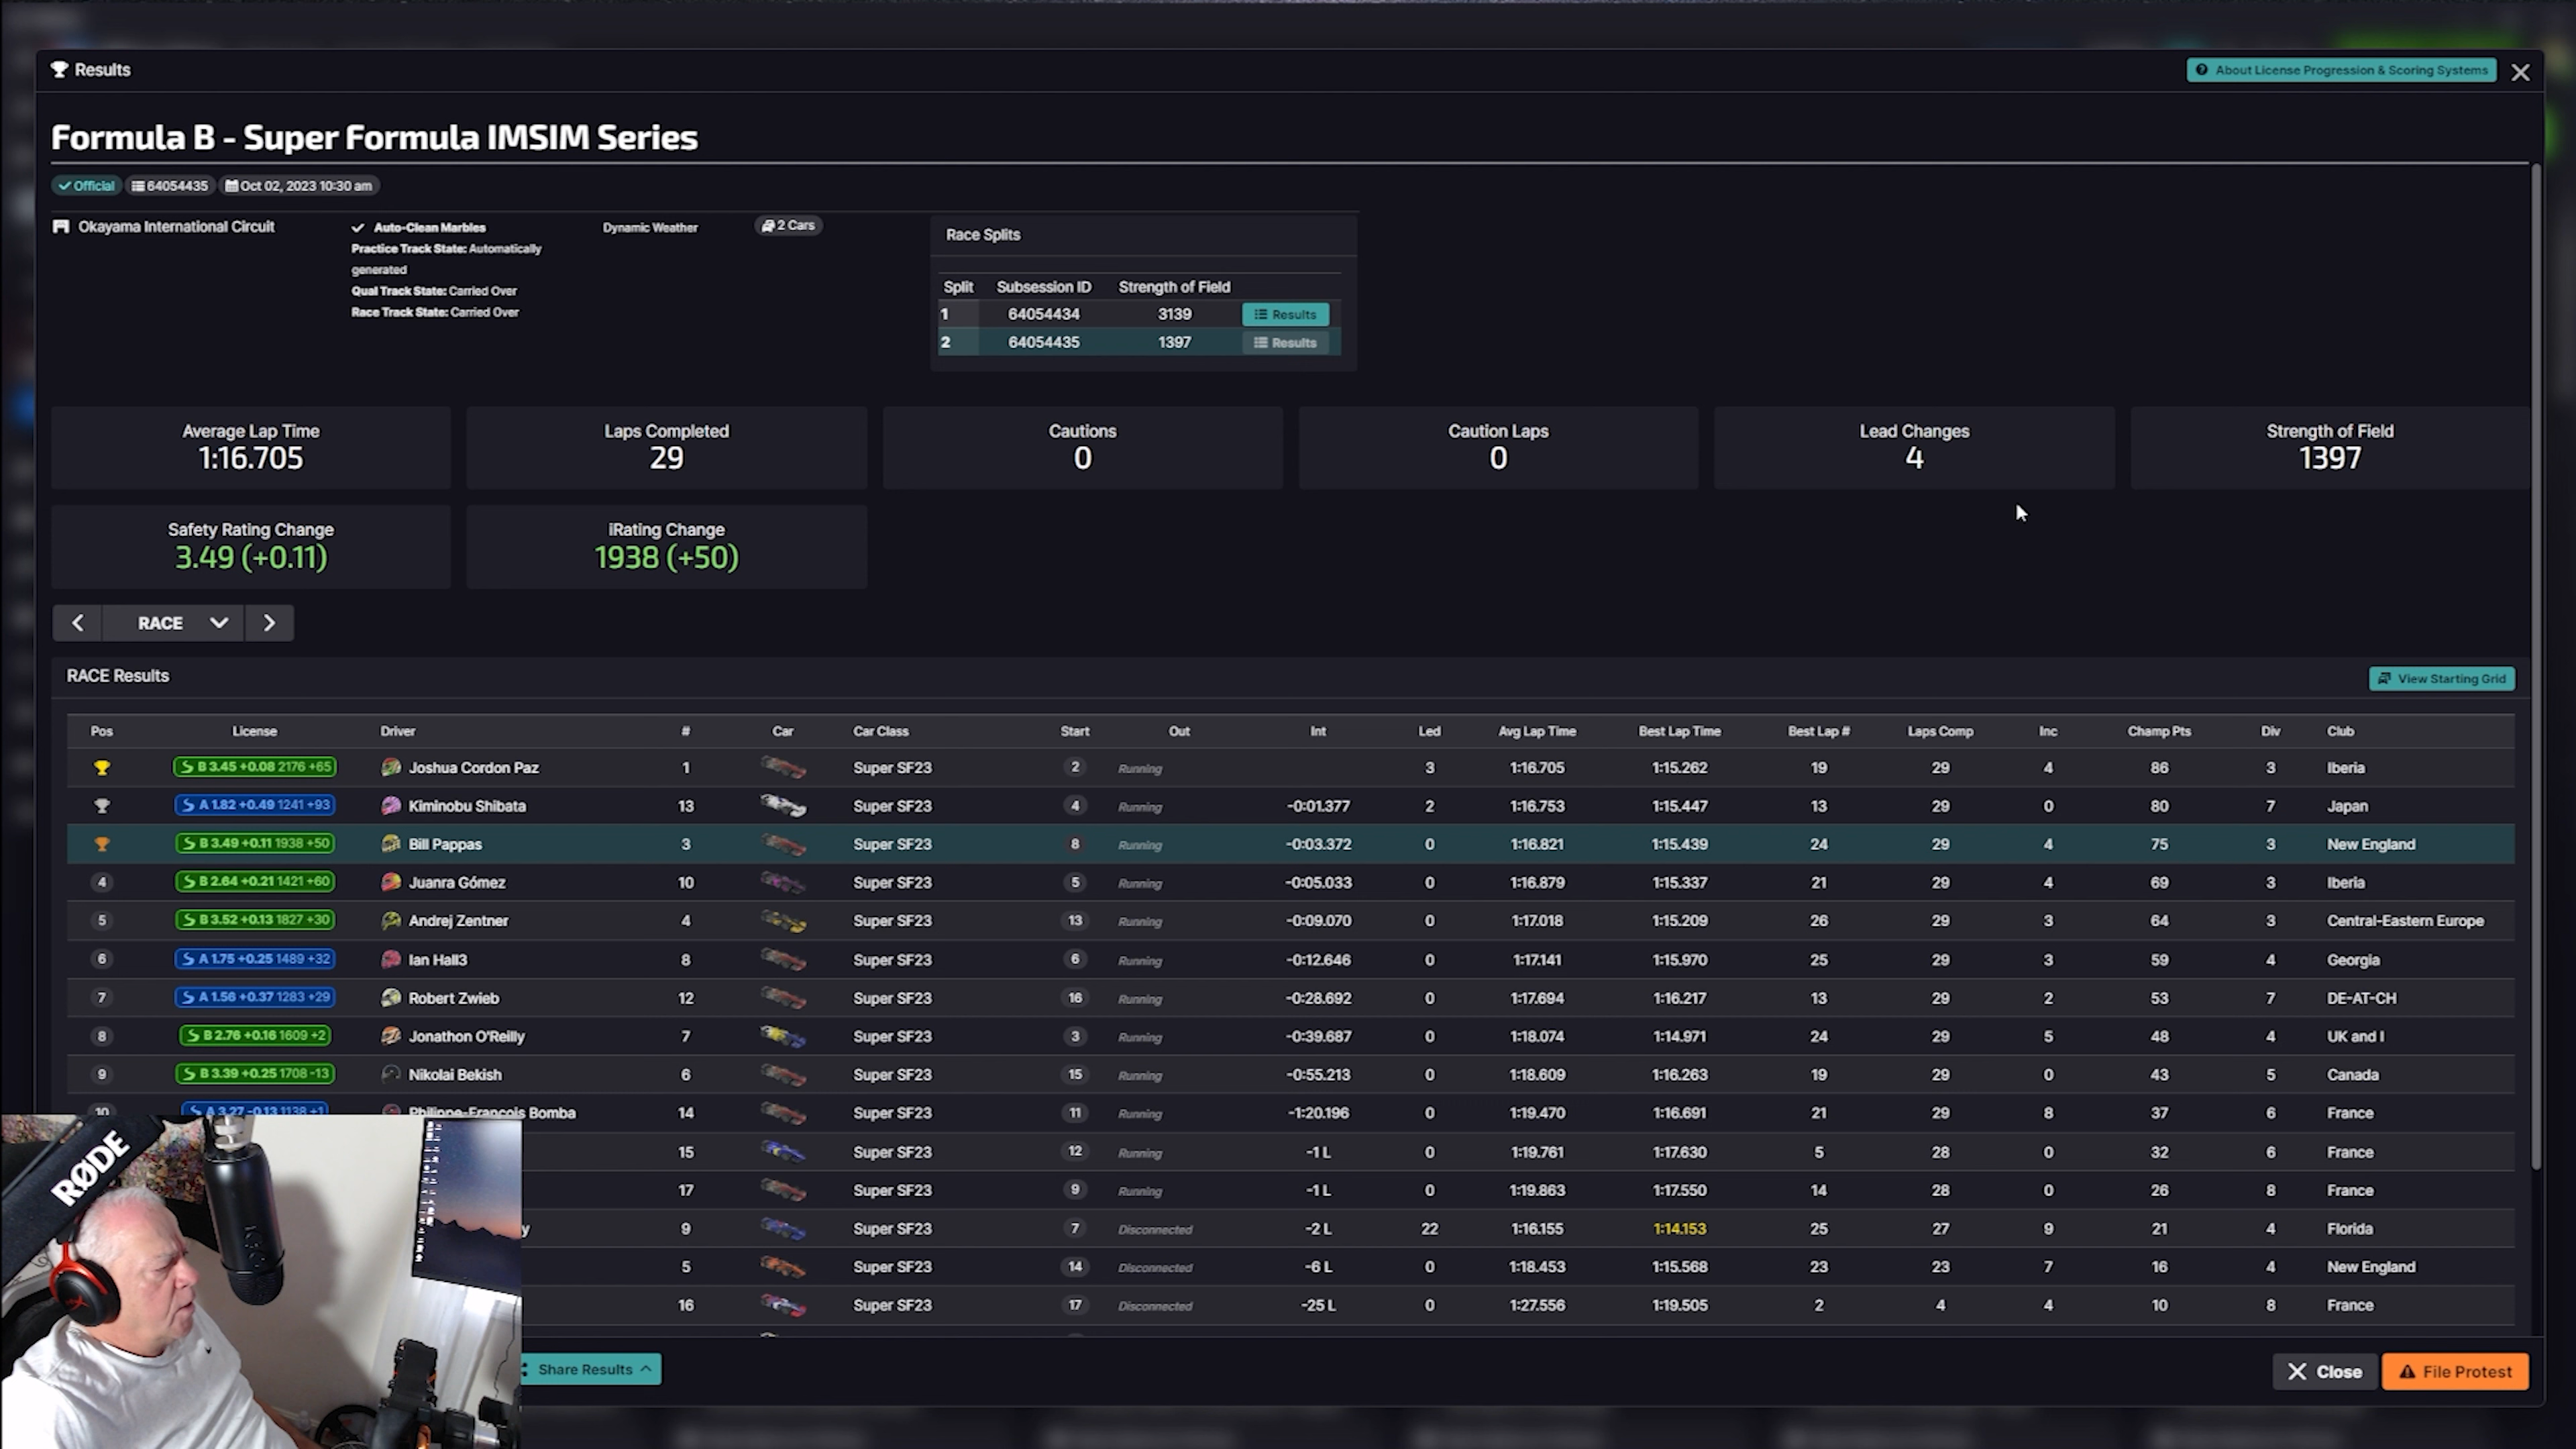 Results
About License Progression & Scoring Systems
Formula B - Super Formula IMSIM Series
Official 64054435 Oct 02, 2023 10:30 am
Okayama International Circuit
Auto-Clean Marbles
Practice Track State: Automatically
generated
Qual Track State: Carried Over
Race Track State: Carried Over
Dynamic Weather
2 Cars
Race Splits
Split Subsession ID Strength of Field
1 64054434 3139 Results
2 64054435 1397 Results
Average Lap Time
1:16.705
Laps Completed
29
Cautions
0
Caution Laps
0
Lead Changes
4
Strength of Field
1397
Safety Rating Change
3.49 (+0.11)
iRating Change
1938 (+50)
RACE
RACE Results
View Starting Grid
Pos License Driver # Car Car Class Start Out Int Led Avg Lap Time Best Lap Time Best Lap # Laps Comp Inc Champ Pts Div Club
B 3.45 +0.08 2176 +65 Joshua Cordon Paz 1 Super SF23 2 Running 3 1:16.705 1:15.262 19 29 4 86 3 Iberia
A 1.82 +0.49 1241 +93 Kiminobu Shibata 13 Super SF23 4 Running -0:01.377 2 1:16.753 1:15.447 13 29 0 80 7 Japan
B 3.49 +0.11 1938 +50 Bill Pappas 3 Super SF23 8 Running -0:03.372 0 1:16.821 1:15.439 24 29 4 75 3 New England
4 B 2.64 +0.21 1421 +60 Juanra Gómez 10 Super SF23 5 Running -0:05.033 0 1:16.879 1:15.337 21 29 4 69 3 Iberia
5 B 3.52 +0.13 1827 +30 Andrej Zentner 4 Super SF23 13 Running -0:09.070 0 1:17.018 1:15.209 26 29 3 64 3 Central-Eastern Europe
6 A 1.75 +0.25 1489 +32 Ian Hall3 8 Super SF23 6 Running -0:12.646 0 1:17.141 1:15.970 25 29 3 59 4 Georgia
7 A 1.56 +0.37 1283 +29 Robert Zwieb 12 Super SF23 16 Running -0:28.692 0 1:17.694 1:16.217 13 29 2 53 7 DE-AT-CH
8 B 2.76 +0.16 1609 +2 Jonathon O'Reilly 7 Super SF23 3 Running -0:39.687 0 1:18.074 1:14.971 24 29 5 48 4 UK and I
9 B 3.39 +0.25 1708 -13 Nikolai Bekish 6 Super SF23 15 Running -0:55.213 0 1:18.609 1:16.263 19 29 0 43 5 Canada
10 A 3.27 -0.13 1138 +1 Philippe-Francois Bomba 14 Super SF23 11 Running -1:20.196 0 1:19.470 1:16.691 21 29 8 37 6 France
15 Super SF23 12 Running -1 L 0 1:19.761 1:17.630 5 28 0 32 6 France
17 Super SF23 9 Running -1 L 0 1:19.863 1:17.550 14 28 0 26 8 France
y 9 Super SF23 7 Disconnected -2 L 22 1:16.155 1:14.153 25 27 9 21 4 Florida
5 Super SF23 14 Disconnected -6 L 0 1:18.453 1:15.568 23 23 7 16 4 New England
16 Super SF23 17 Disconnected -25 L 0 1:27.556 1:19.505 2 4 4 10 8 France
RØDE
Share Results
Close
File Protest